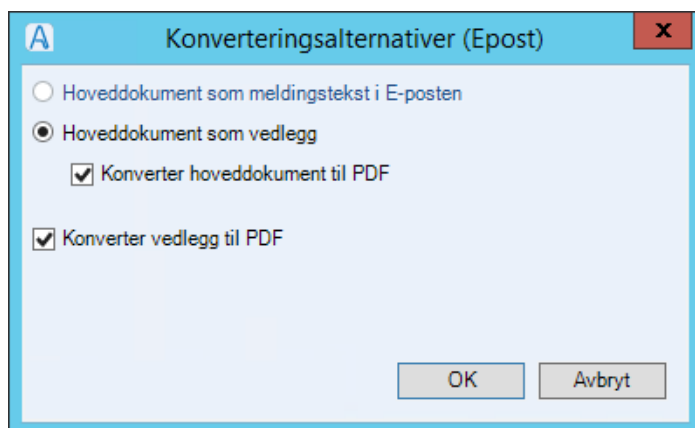 Konverteringsalternativer (Epost)
Hoveddokument som meldingstekst i E-posten
Hoveddokument som vedlegg
Konverter hoveddokument til PDF
Konverter vedlegg til PDF
OK Avbryt